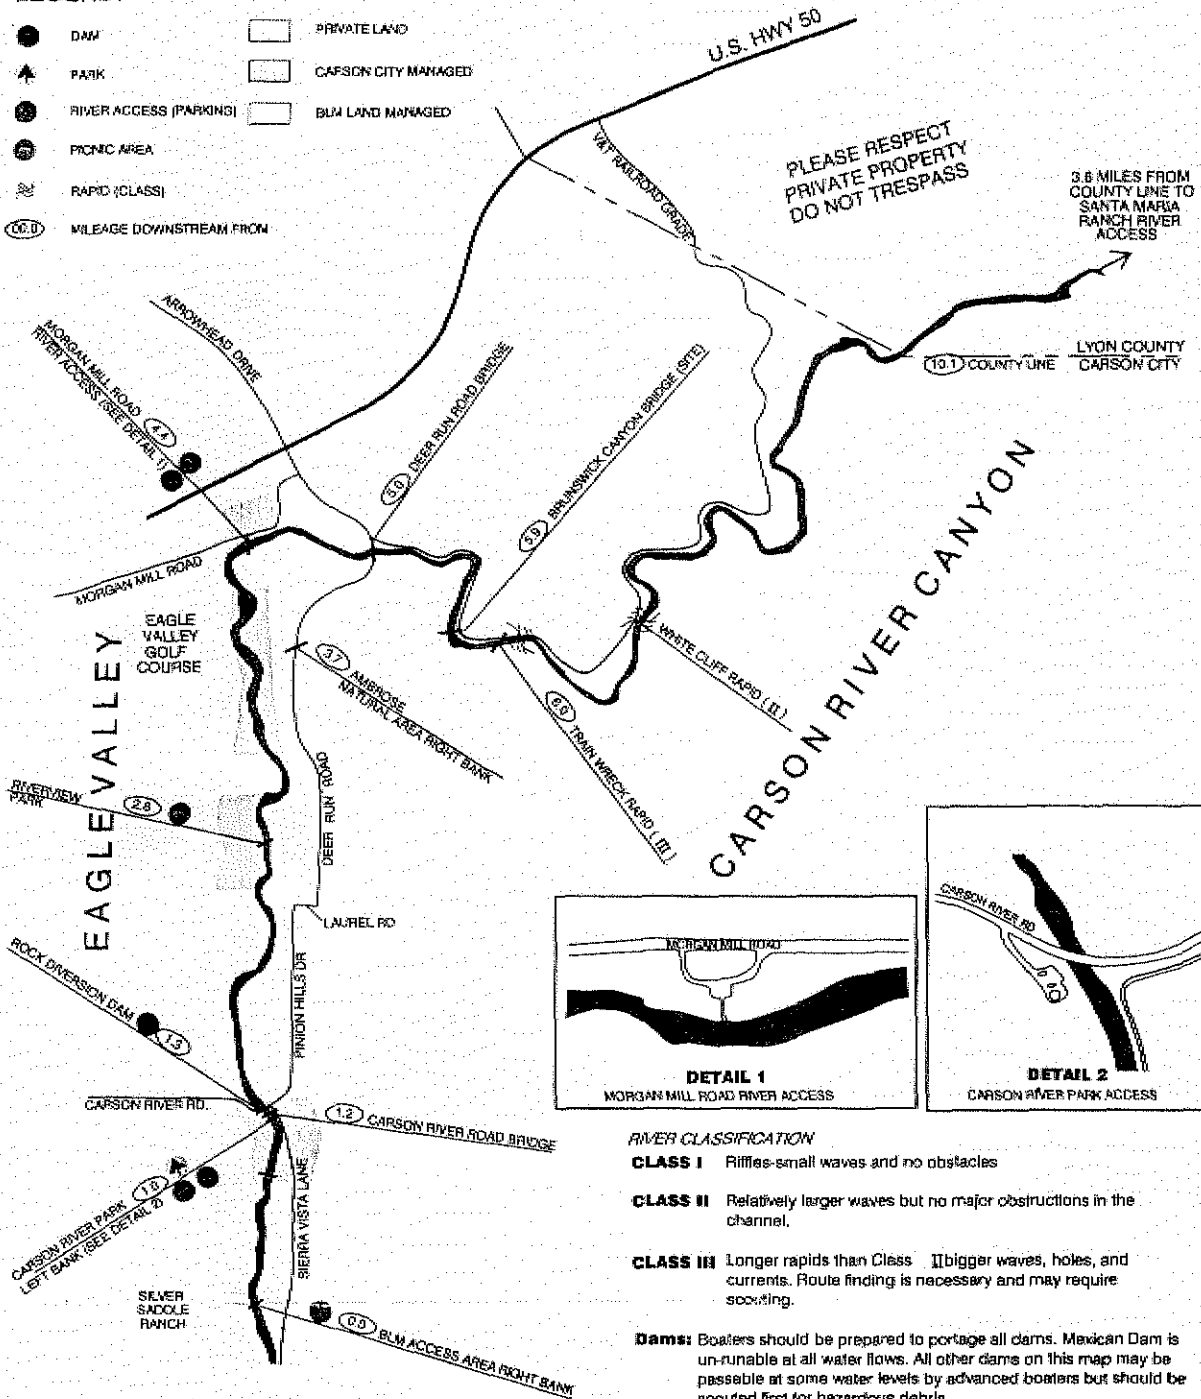 DAM
PARK
RIVER ACCESS (PARKING)
PICNIC AREA
RAPID (CLASS)
00.0 MILEAGE DOWNSTREAM FROM
PRIVATE LAND
CARSON CITY MANAGED
BLM LAND MANAGED
U.S. HWY 50
V&T RAILROAD GRADE
PLEASE RESPECT
PRIVATE PROPERTY
DO NOT TRESPASS
3.6 MILES FROM
COUNTY LINE TO
SANTA MARIA
RANCH RIVER
ACCESS
ARROWHEAD DRIVE
MORGAN MILL ROAD 4.4
RIVER ACCESS (SEE DETAIL 1)
5.0 DEER RUN ROAD BRIDGE
5.9 BRUNSWICK CANYON BRIDGE (SITE)
10.1 COUNTY LINE
LYON COUNTY
CARSON CITY
MORGAN MILL ROAD
EAGLE
VALLEY
GOLF
COURSE
EAGLE VALLEY
3.7 AMBROSE
NATURAL AREA RIGHT BANK
WHITE CLIFF RAPID (II)
6.0 TRAIN WRECK RAPID (III)
CARSON RIVER CANYON
RIVERVIEW
PARK
2.8
DEER RUN ROAD
LAUREL RD
PINION HILLS DR
ROCK DIVERSION DAM
1.3
CARSON RIVER RD.
1.2 CARSON RIVER ROAD BRIDGE
CARSON RIVER PARK
LEFT BANK (SEE DETAIL 2)
SIERRA VISTA LANE
SILVER
SADDLE
RANCH
0.0 BLM ACCESS AREA RIGHT BANK
MORGAN MILL ROAD
DETAIL 1
MORGAN MILL ROAD RIVER ACCESS
CARSON RIVER RD
DETAIL 2
CARSON RIVER PARK ACCESS
RIVER CLASSIFICATION
CLASS I Riffles-small waves and no obstacles
CLASS II Relatively larger waves but no major obstructions in the
channel.
CLASS III Longer rapids than Class II bigger waves, holes, and
currents. Route finding is necessary and may require
scouting.
Dams: Boaters should be prepared to portage all dams. Mexican Dam is
un-runable at all water flows. All other dams on this map may be
passable at some water levels by advanced boaters but should be
scouted first for hazardous debris